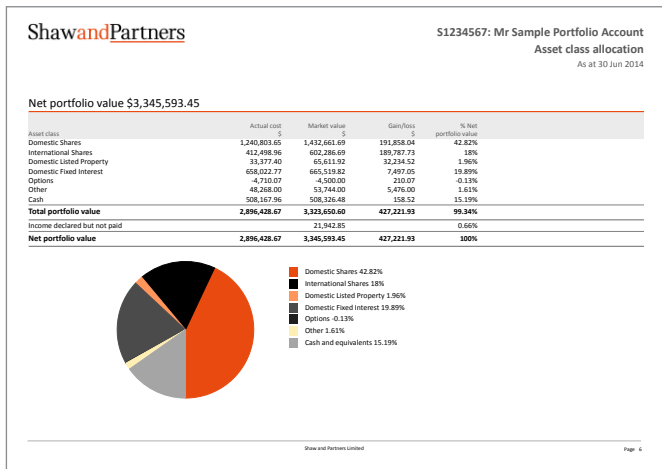 ShawandPartners
S1234567: Mr Sample Portfolio Account
Asset class allocation
As at 30 Jun 2014
Net portfolio value $3,345,593.45
Actual cost Market value Gain/loss % Net
Asset class $ $ $ portfolio value
Domestic Shares 1,240,803.65 1,432,661.69 191,858.04 42.82%
International Shares 412,498.96 602,286.69 189,787.73 18%
Domestic Listed Property 33,377.40 65,611.92 32,234.52 1.96%
Domestic Fixed Interest 658,022.77 665,519.82 7,497.05 19.89%
Options -4,710.07 -4,500.00 210.07 -0.13%
Other 48,268.00 53,744.00 5,476.00 1.61%
Cash 508,167.96 508,326.48 158.52 15.19%
Total portfolio value 2,896,428.67 3,323,650.60 427,221.93 99.34%
Income declared but not paid 21,942.85 0.66%
Net portfolio value 2,896,428.67 3,345,593.45 427,221.93 100%
Domestic Shares 42.82%
International Shares 18%
Domestic Listed Property 1.96%
Domestic Fixed Interest 19.89%
Options -0.13%
Other 1.61%
Cash and equivalents 15.19%
Shaw and Partners Limited
Page 6